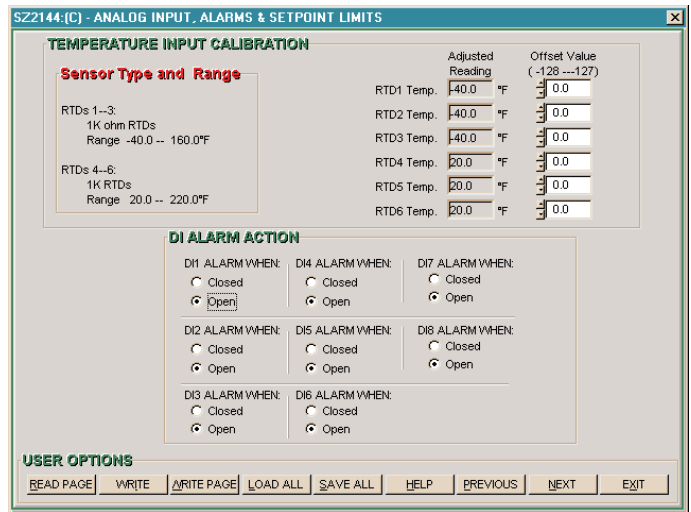 SZ2144:(C) - ANALOG INPUT, ALARMS & SETPOINT LIMITS
TEMPERATURE INPUT CALIBRATION
Sensor Type and Range
RTDs 1--3:
1K ohm RTDs
Range -40.0 -- 160.0°F
RTDs 4--6:
1K RTDs
Range 20.0 -- 220.0°F
Adjusted Reading
Offset Value
( -128 ---127)
RTD1 Temp. -40.0 °F 0.0
RTD2 Temp. -40.0 °F 0.0
RTD3 Temp. -40.0 °F 0.0
RTD4 Temp. 20.0 °F 0.0
RTD5 Temp. 20.0 °F 0.0
RTD6 Temp. 20.0 °F 0.0
DI ALARM ACTION
DI1 ALARM WHEN:
Closed
Open
DI4 ALARM WHEN:
Closed
Open
DI7 ALARM WHEN:
Closed
Open
DI2 ALARM WHEN:
Closed
Open
DI5 ALARM WHEN:
Closed
Open
DI8 ALARM WHEN:
Closed
Open
DI3 ALARM WHEN:
Closed
Open
DI6 ALARM WHEN:
Closed
Open
USER OPTIONS
READ PAGE WRITE WRITE PAGE LOAD ALL SAVE ALL HELP PREVIOUS NEXT EXIT